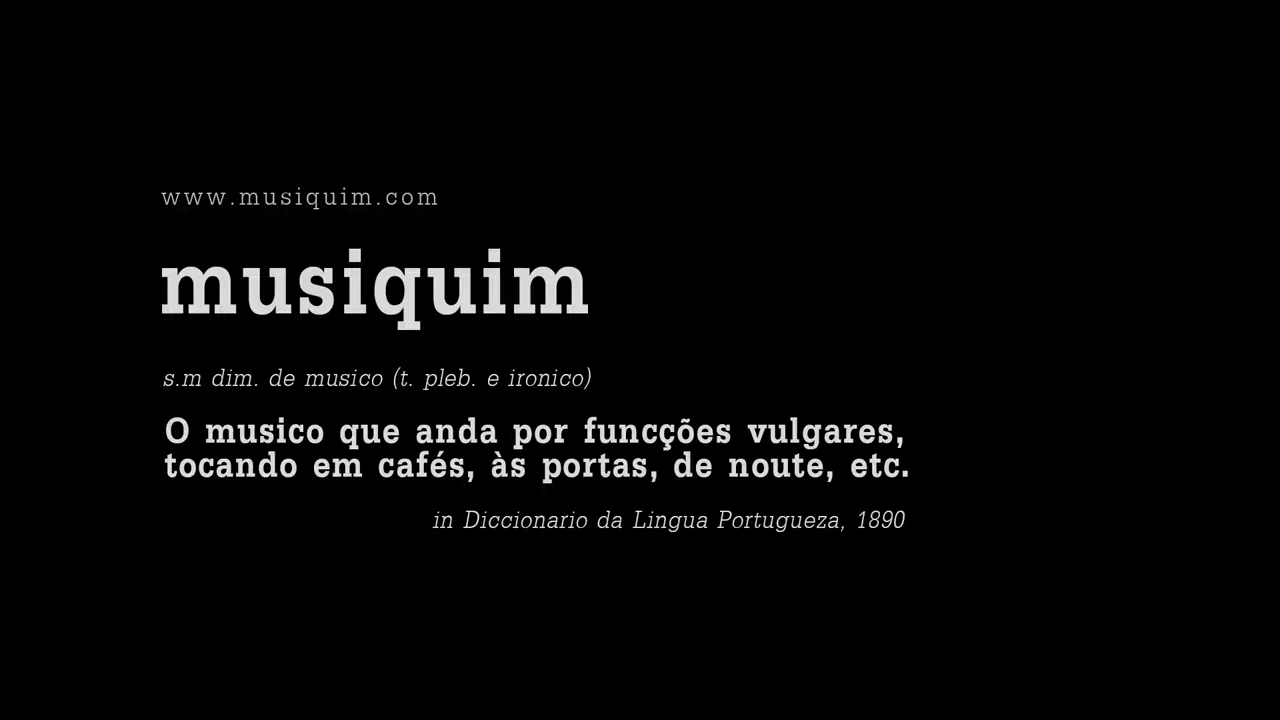 www.musiquim.com
musiquim
s.m dim. de musico (t. pleb. e ironico)
O musico que anda por funcções vulgares,
tocando em cafés, às portas, de noute, etc.
in Diccionario da Lingua Portugueza, 1890